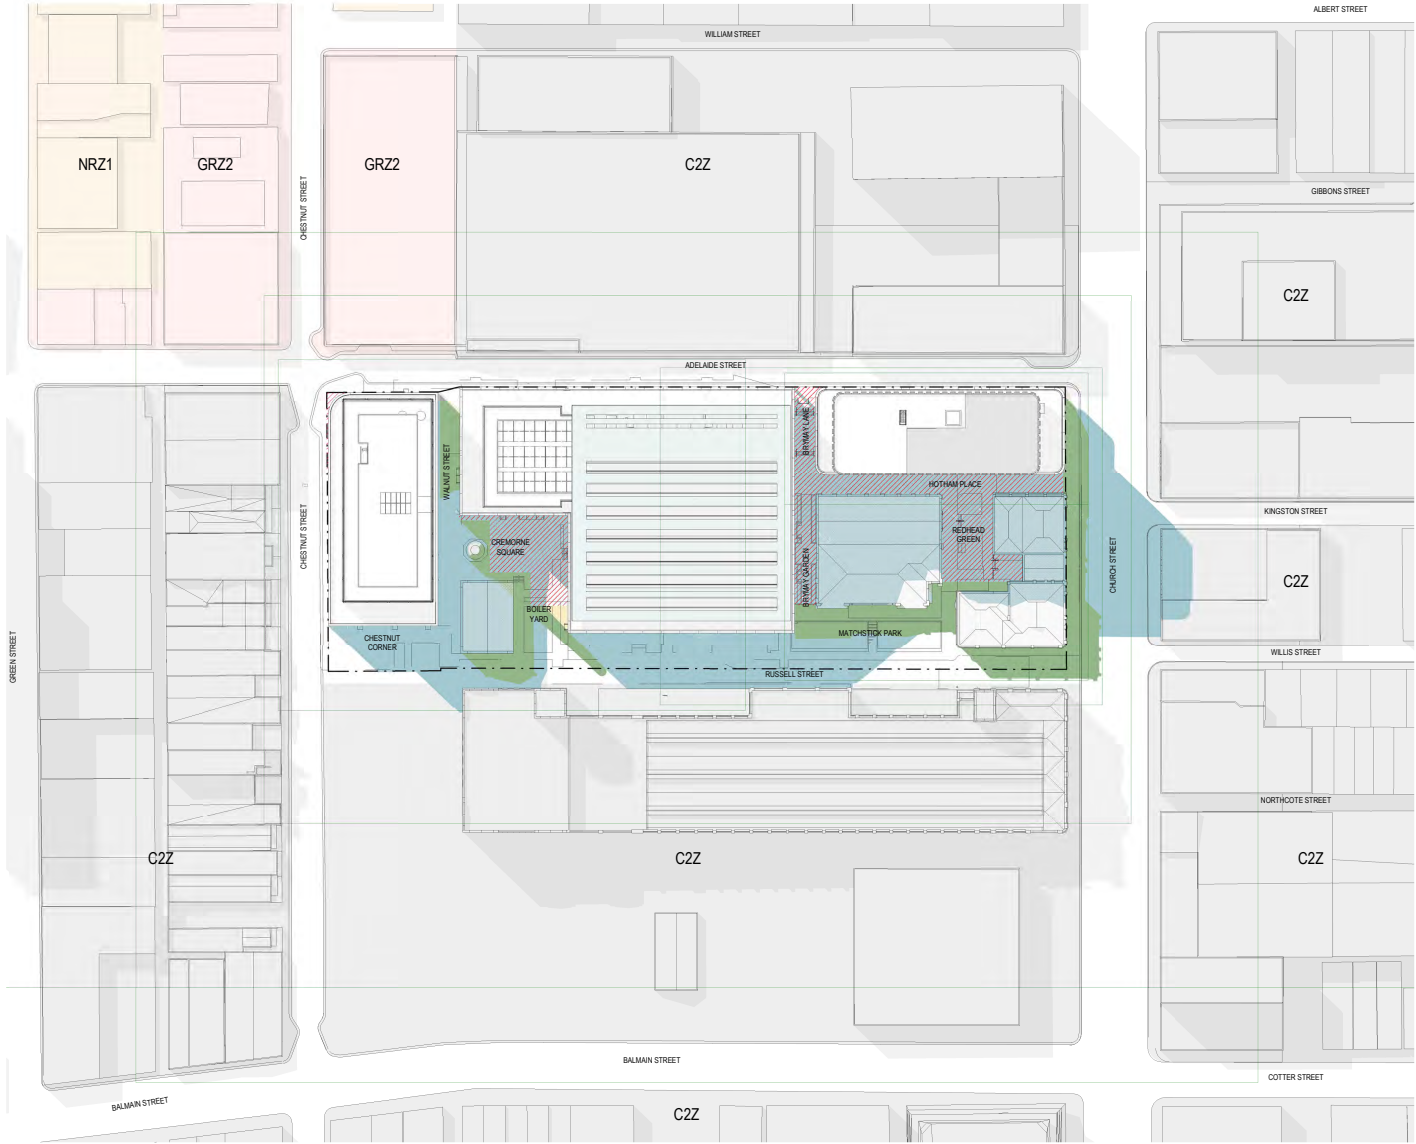 ALBERT STREET
WILLIAM STREET
NRZ1
GRZ2
GRZ2
C2Z
GIBBONS STREET
CHESTNUT STREET
C2Z
ADELAIDE STREET
BRYMAY LANE
WALNUT STREET
HOTHAM PLACE
KINGSTON STREET
CHESTNUT STREET
CREMORNE
SQUARE
REDHEAD
GREEN
BRYMAY GARDEN
CHURCH STREET
C2Z
BOILER
YARD
CHESTNUT
CORNER
MATCHSTICK PARK
GREEN STREET
WILLIS STREET
RUSSELL STREET
NORTHCOTE STREET
C2Z
C2Z
C2Z
BALMAIN STREET
COTTER STREET
BALMAIN STREET
C2Z